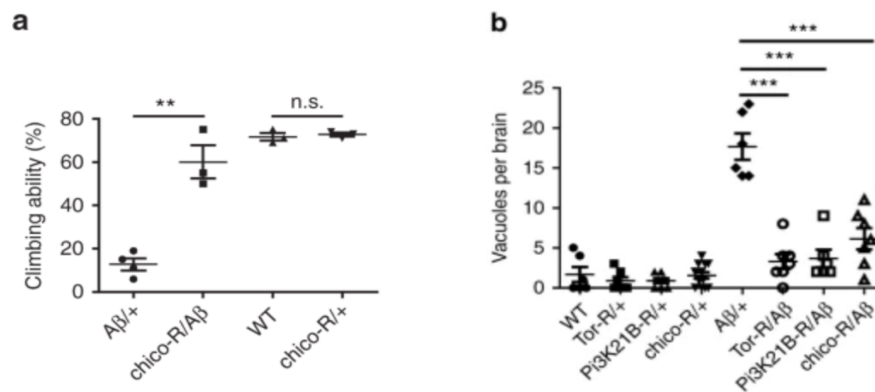 a
Climbing ability (%)
80
60
40
20
0
**
n.s.
Aβ/+
chico-R/Aβ
WT
chico-R/+
b
Vacuoles per brain
25
20
15
10
5
0
***
***
***
WT
Tor-R/+
Pi3K21B-R/+
chico-R/+
Aβ/+
Tor-R/Aβ
Pi3K21B-R/Aβ
chico-R/Aβ